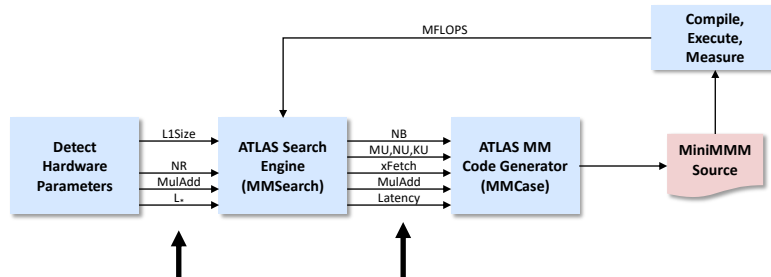 MFLOPS
Compile,
Execute,
Measure
Detect
Hardware
Parameters
L1Size
NR
MulAdd
L*
ATLAS Search
Engine
(MMSearch)
NB
MU,NU,KU
xFetch
MulAdd
Latency
ATLAS MM
Code Generator
(MMCase)
MiniMMM
Source